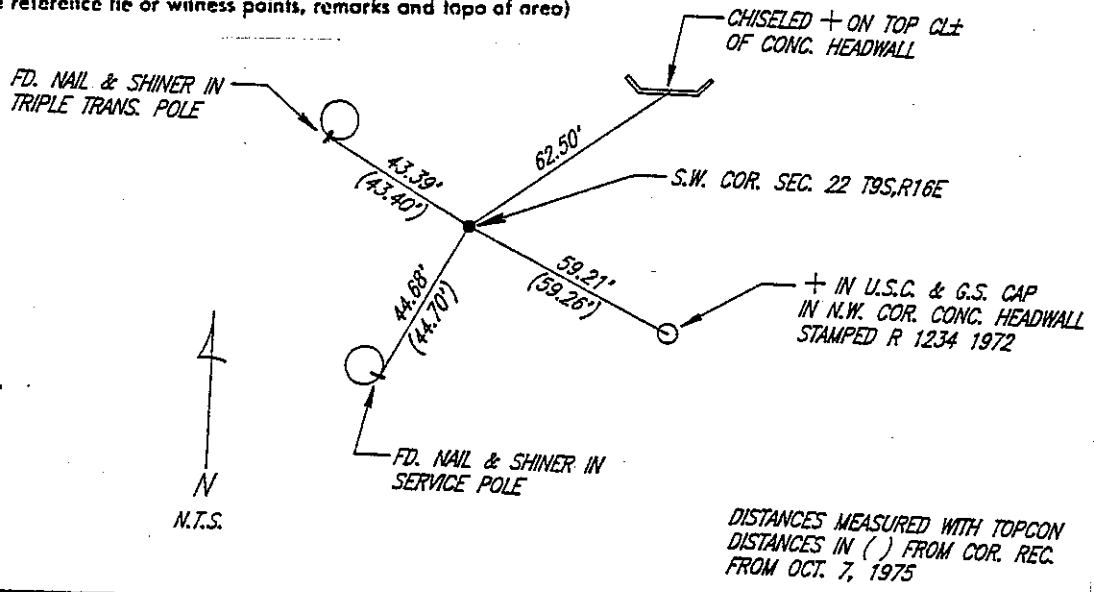 reference tie or witness points, remarks and topo of area)
CHISELED + ON TOP CL±
OF CONC. HEADWALL
FD. NAIL & SHINER IN
TRIPLE TRANS. POLE
62.50'
43.39'
(43.40')
S.W. COR. SEC. 22 T9S,R16E
59.21'
(59.26')
44.68'
(44.70')
+ IN U.S.C. & G.S. CAP
IN N.W. COR. CONC. HEADWALL
STAMPED R 1234 1972
FD. NAIL & SHINER IN
SERVICE POLE
N
N.T.S.
DISTANCES MEASURED WITH TOPCON
DISTANCES IN ( ) FROM COR. REC.
FROM OCT. 7, 1975